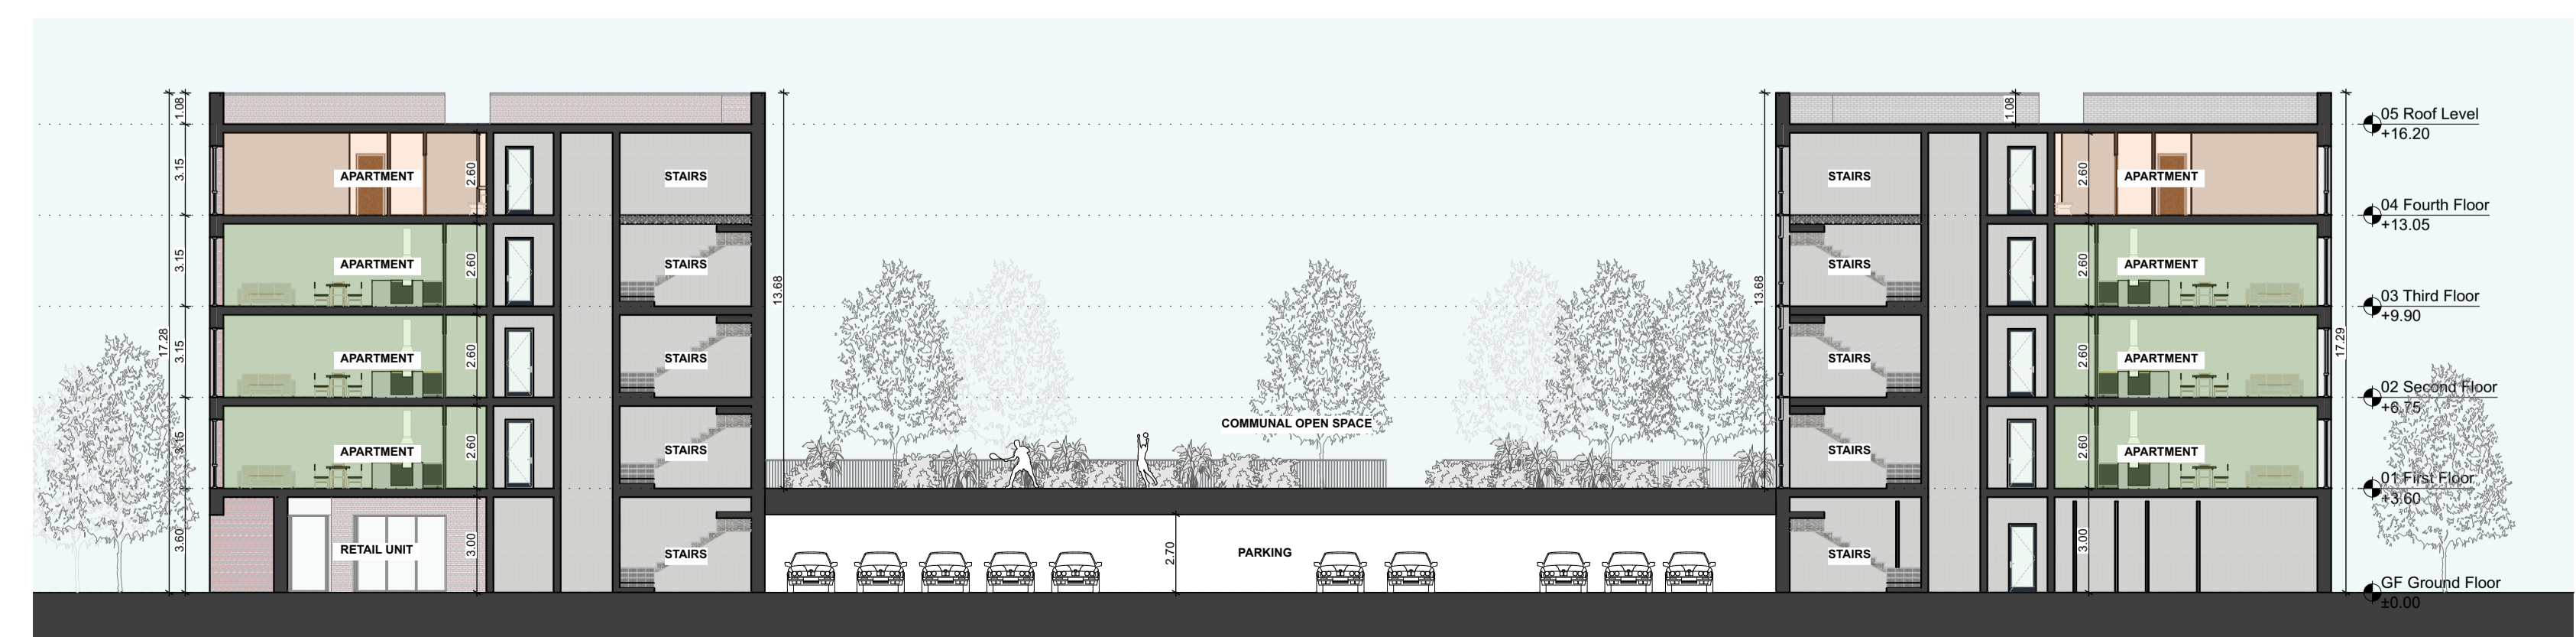 1.08
1.08
05 Roof Level
+16.20
3.15
APARTMENT
2.60
STAIRS
STAIRS
2.60
APARTMENT
04 Fourth Floor
+13.05
3.15
APARTMENT
2.60
STAIRS
13.68
13.68
STAIRS
2.60
APARTMENT
03 Third Floor
+9.90
17.28
3.15
APARTMENT
2.60
STAIRS
STAIRS
2.60
APARTMENT
17.29
02 Second Floor
+6.75
COMMUNAL OPEN SPACE
3.15
APARTMENT
2.60
STAIRS
STAIRS
2.60
APARTMENT
01 First Floor
+3.60
3.60
RETAIL UNIT
3.00
STAIRS
2.70
PARKING
STAIRS
3.00
GF Ground Floor
±0.00